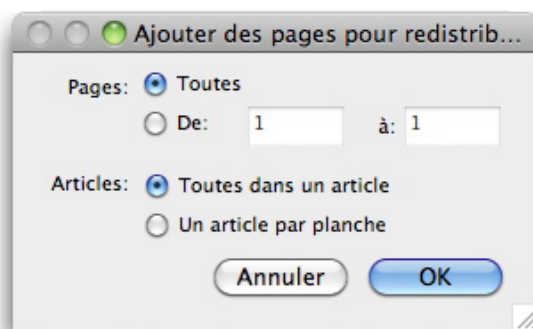 Ajouter des pages pour redistrib...
Pages: Toutes
De: 1 à: 1
Articles: Toutes dans un article
Un article par planche
Annuler OK